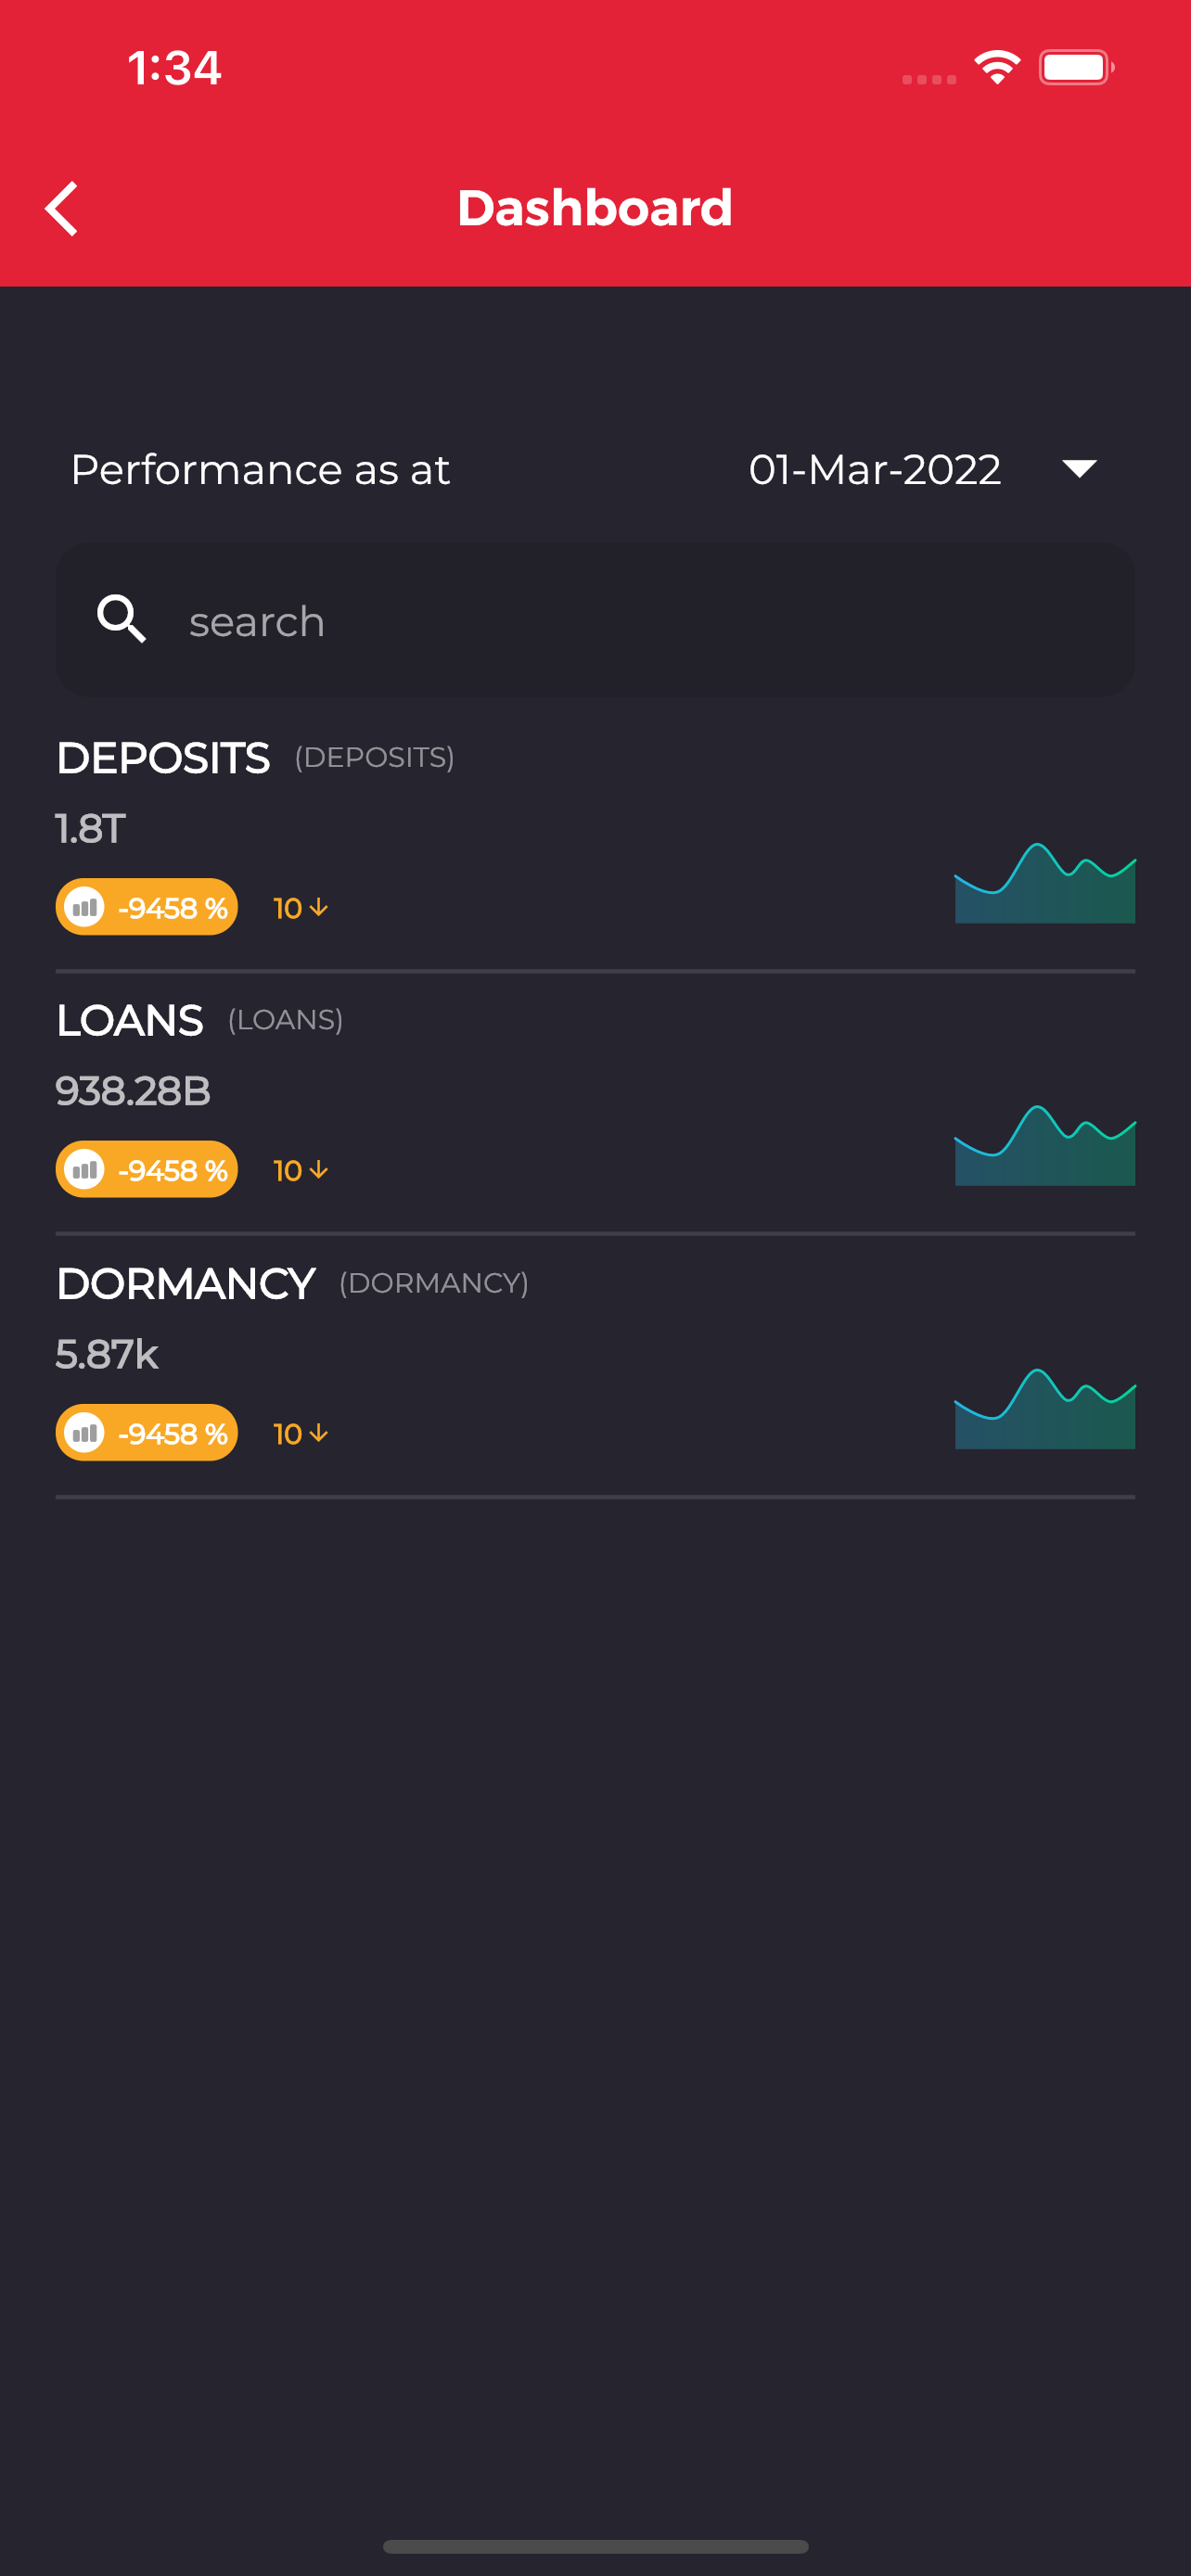 1:34
Dashboard
Performance as at 01-Mar-2022
search
DEPOSITS (DEPOSITS)
1.8T
-9458 % 10
LOANS (LOANS)
938.28B
-9458 % 10
DORMANCY (DORMANCY)
5.87k
-9458 % 10